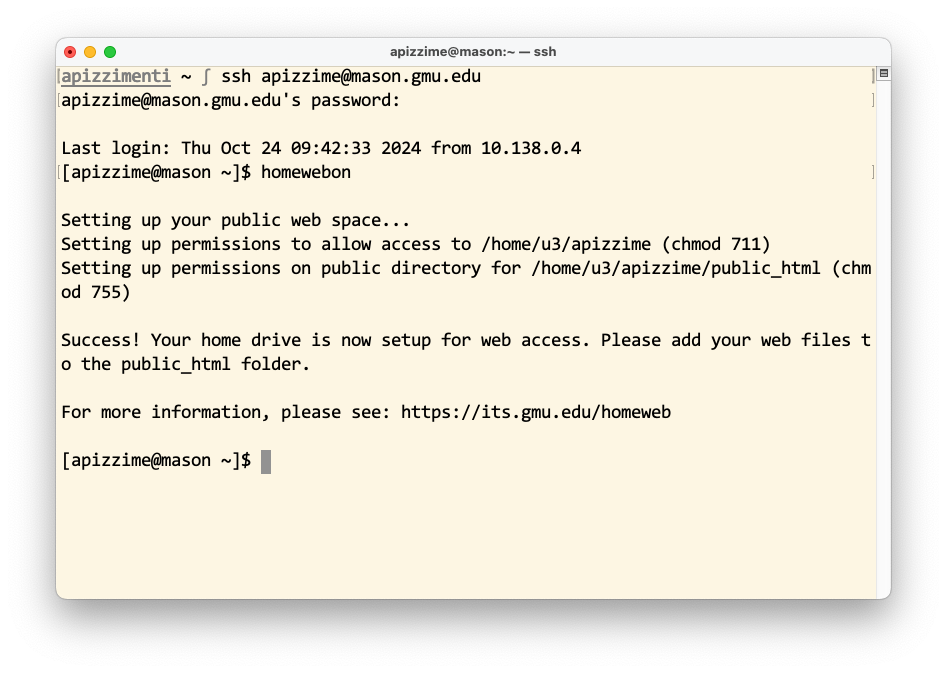 apizzime@mason:~ — ssh
apizzimenti ~ ∫ ssh apizzime@mason.gmu.edu
apizzime@mason.gmu.edu's password:
Last login: Thu Oct 24 09:42:33 2024 from 10.138.0.4
[apizzime@mason ~]$ homewebon
Setting up your public web space...
Setting up permissions to allow access to /home/u3/apizzime (chmod 711)
Setting up permissions on public directory for /home/u3/apizzime/public_html (chm
od 755)
Success! Your home drive is now setup for web access. Please add your web files t
o the public_html folder.
For more information, please see: https://its.gmu.edu/homeweb
[apizzime@mason ~]$